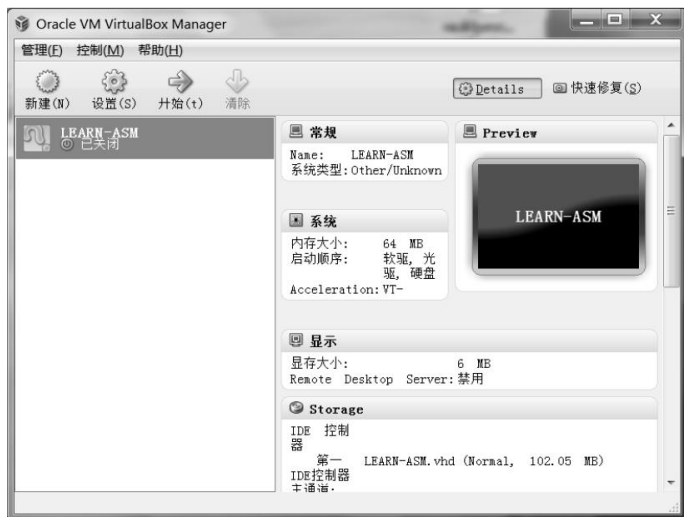 Oracle VM VirtualBox Manager
管理(F) 控制(M) 帮助(H)
新建(N) 设置(S) 廾始(t) 清除
Details 快速修复(S)
LEARN-ASM
已关闭
常规
Name: LEARN-ASM
系统类型: Other/Unknown
Preview
LEARN-ASM
系统
内存大小: 64 MB
启动顺序: 软驱, 光
驱, 硬盘
Acceleration: VT-
显示
显存大小: 6 MB
Remote Desktop Server: 禁用
Storage
IDE 控制
器
第一 LEARN-ASM.vhd (Normal, 102.05 MB)
IDE控制器
主通道: